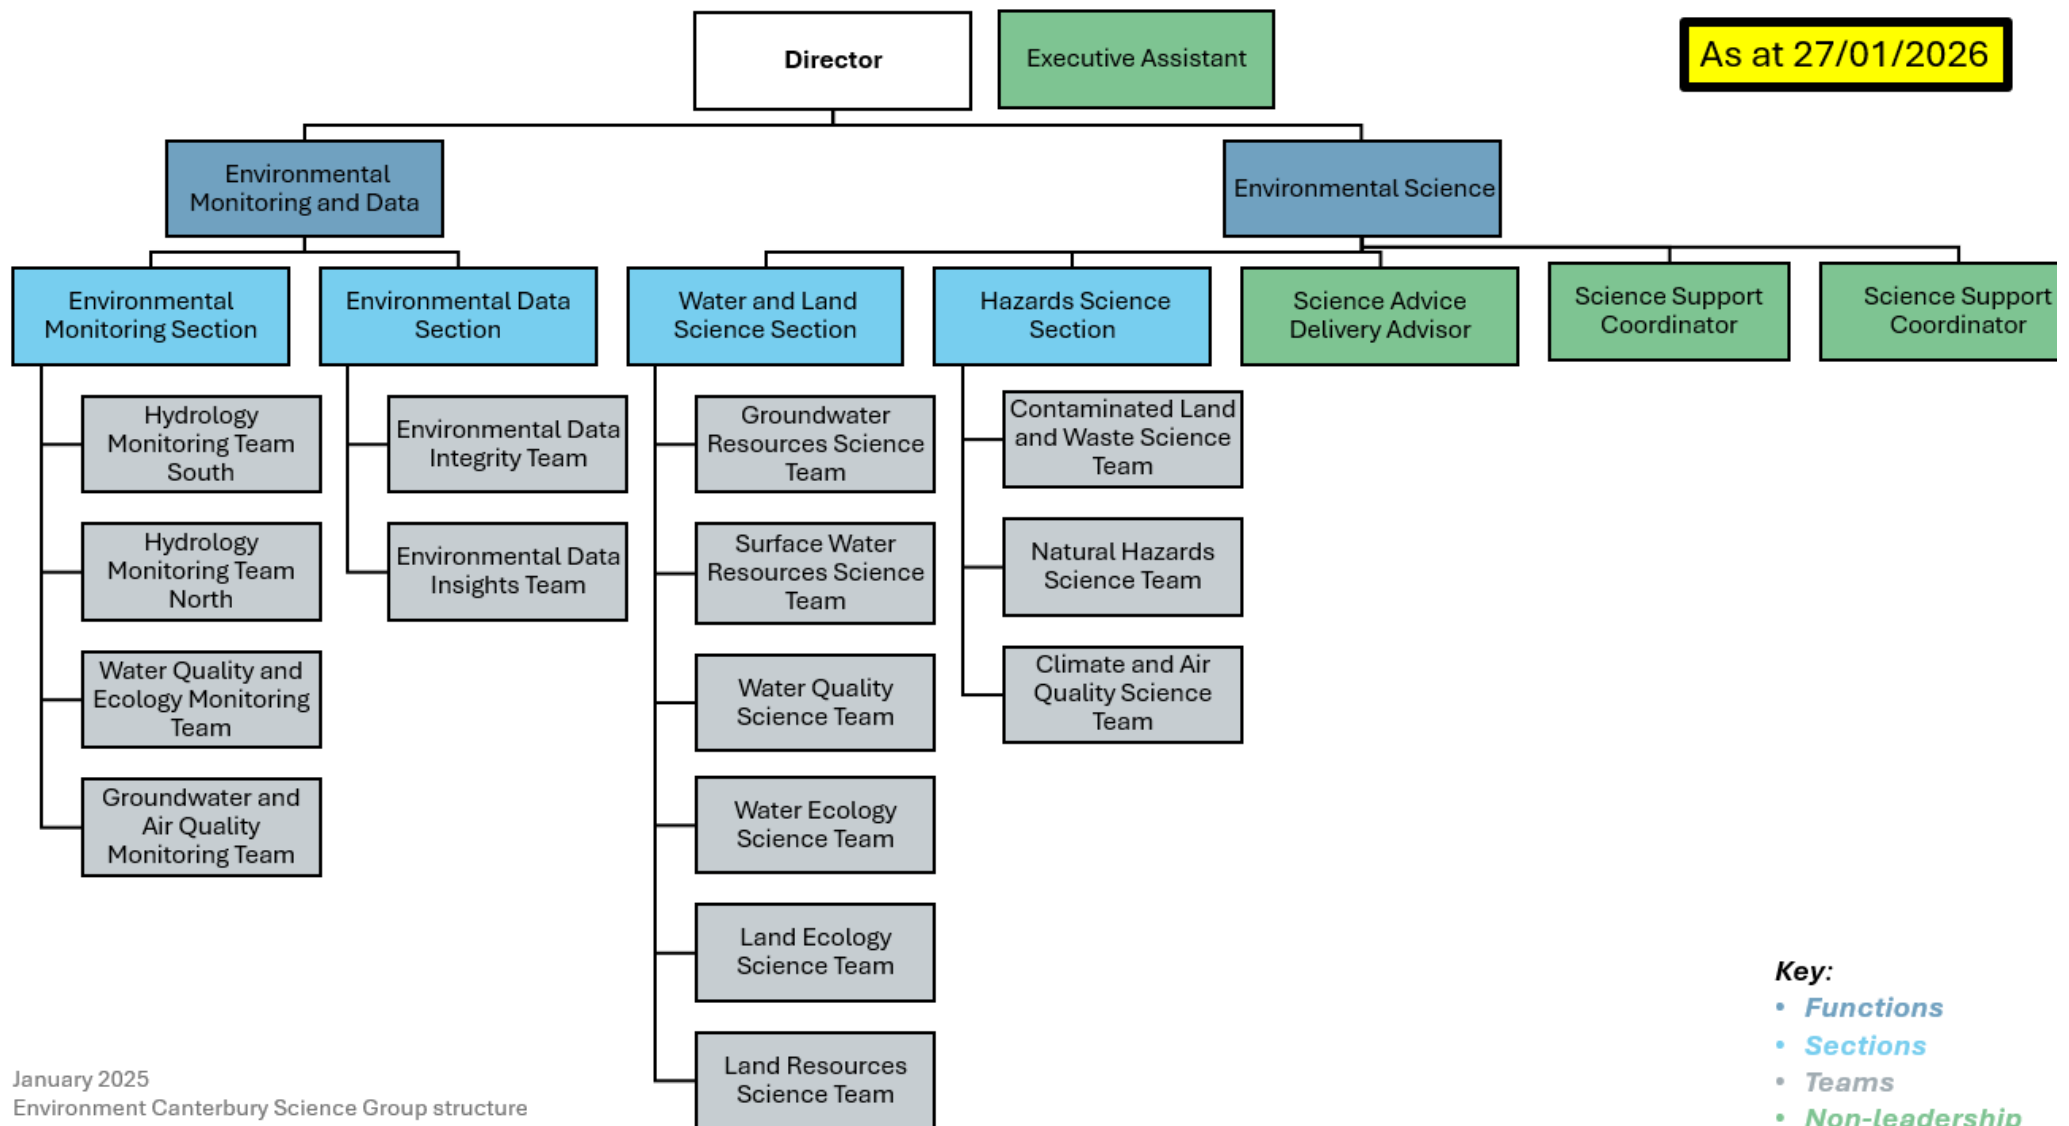 Director
Executive Assistant
As at 27/01/2026
Environmental
Monitoring and Data
Environmental Science
Environmental
Monitoring Section
Environmental Data
Section
Water and Land
Science Section
Hazards Science
Section
Science Advice
Delivery Advisor
Science Support
Coordinator
Science Support
Coordinator
Hydrology
Monitoring Team
South
Hydrology
Monitoring Team
North
Water Quality and
Ecology Monitoring
Team
Groundwater and
Air Quality
Monitoring Team
Environmental Data
Integrity Team
Environmental Data
Insights Team
Groundwater
Resources Science
Team
Surface Water
Resources Science
Team
Water Quality
Science Team
Water Ecology
Science Team
Land Ecology
Science Team
Land Resources
Science Team
Contaminated Land
and Waste Science
Team
Natural Hazards
Science Team
Climate and Air
Quality Science
Team
Key:
• Functions
• Sections
• Teams
• Non-leadership
January 2025
Environment Canterbury Science Group structure